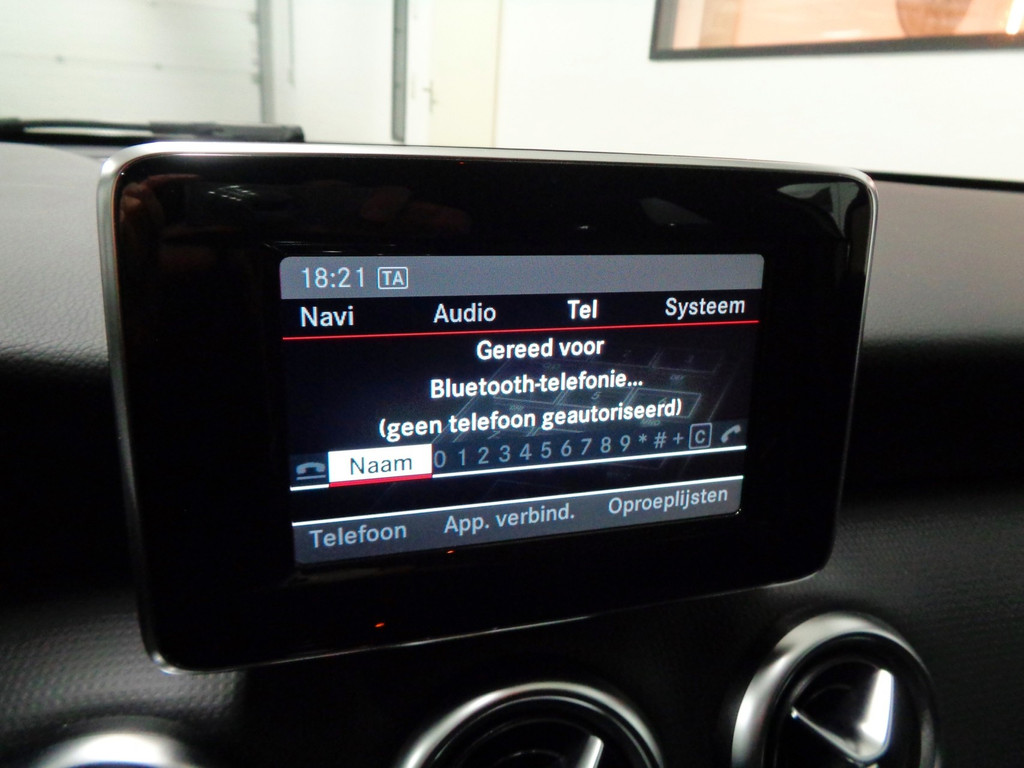 18:21 TA
Navi Audio Tel Systeem
Gereed voor
Bluetooth-telefonie...
(geen telefoon geautoriseerd)
Naam 0 1 2 3 4 5 6 7 8 9 * # + C
Telefoon App. verbind. Oproeplijsten